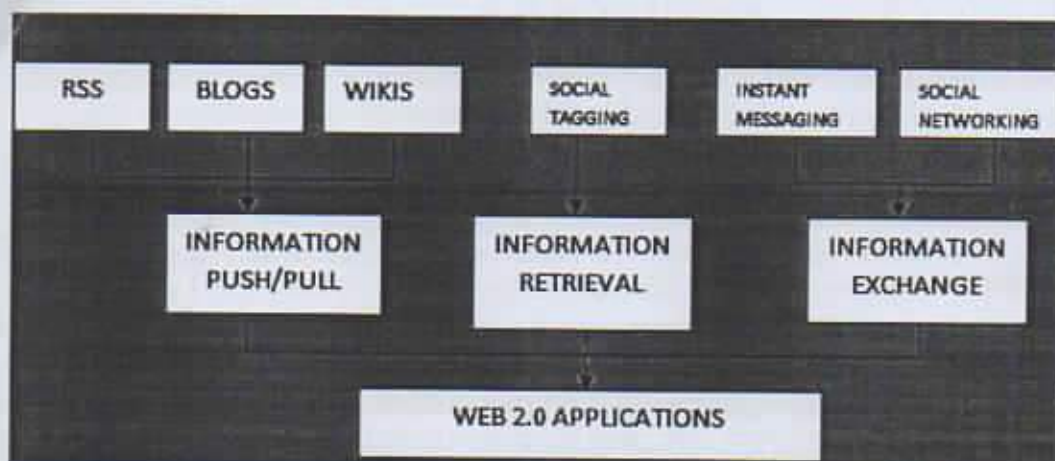 RSS
BLOGS
WIKIS
SOCIAL
TAGGING
INSTANT
MESSAGING
SOCIAL
NETWORKING
INFORMATION
PUSH/PULL
INFORMATION
RETRIEVAL
INFORMATION
EXCHANGE
WEB 2.0 APPLICATIONS